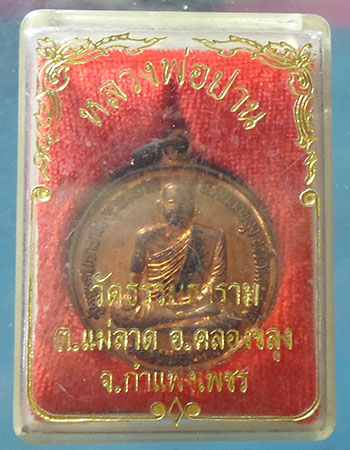 หลวงพ่อปาน
วัดธรรมธาราม
ต.แม่ลาด อ.คลองขลุง
จ.กำแพงเพชร